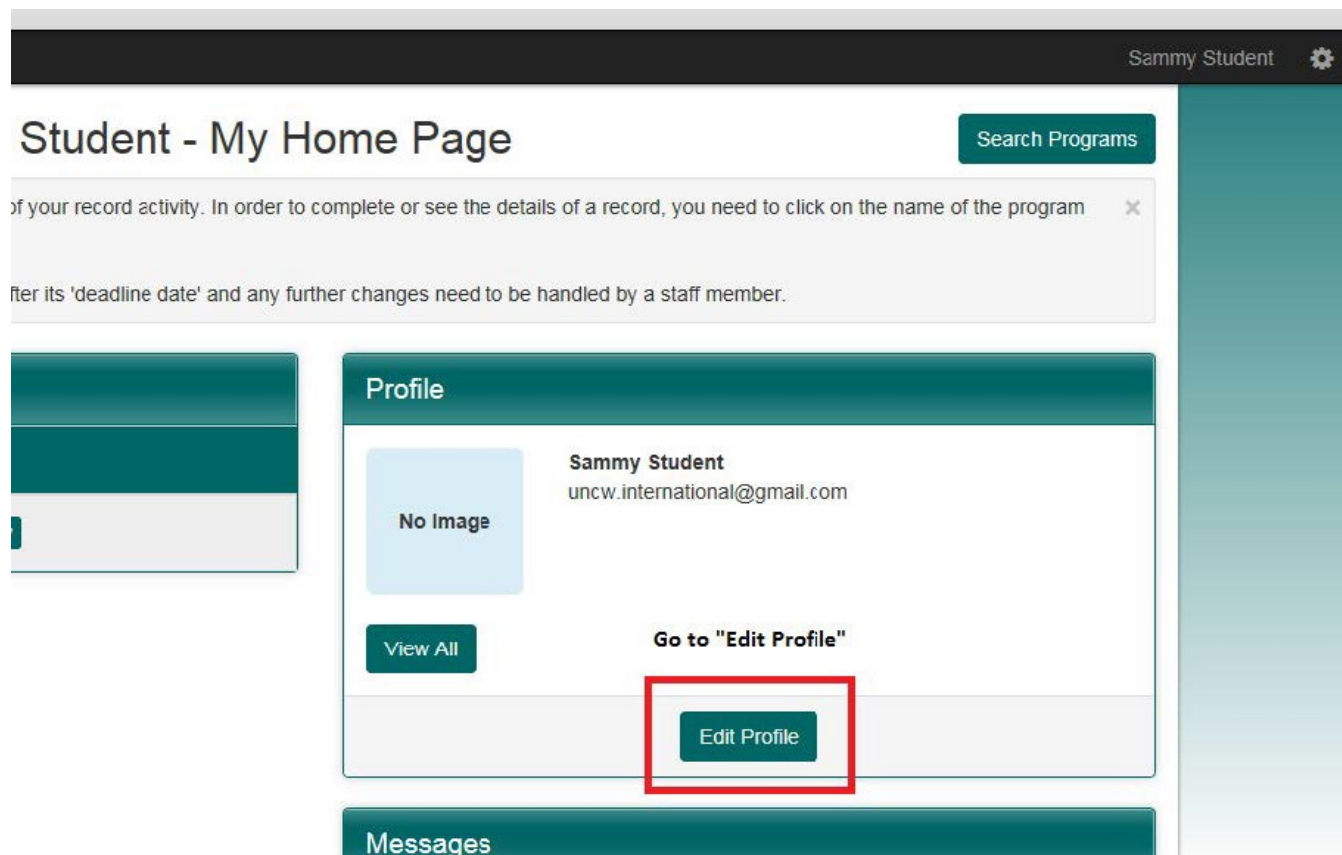 Sammy Student
Student - My Home Page
Search Programs
of your record activity. In order to complete or see the details of a record, you need to click on the name of the program
after its 'deadline date' and any further changes need to be handled by a staff member.
Profile
Sammy Student
uncw.international@gmail.com
No Image
View All
Go to "Edit Profile"
Edit Profile
Messages